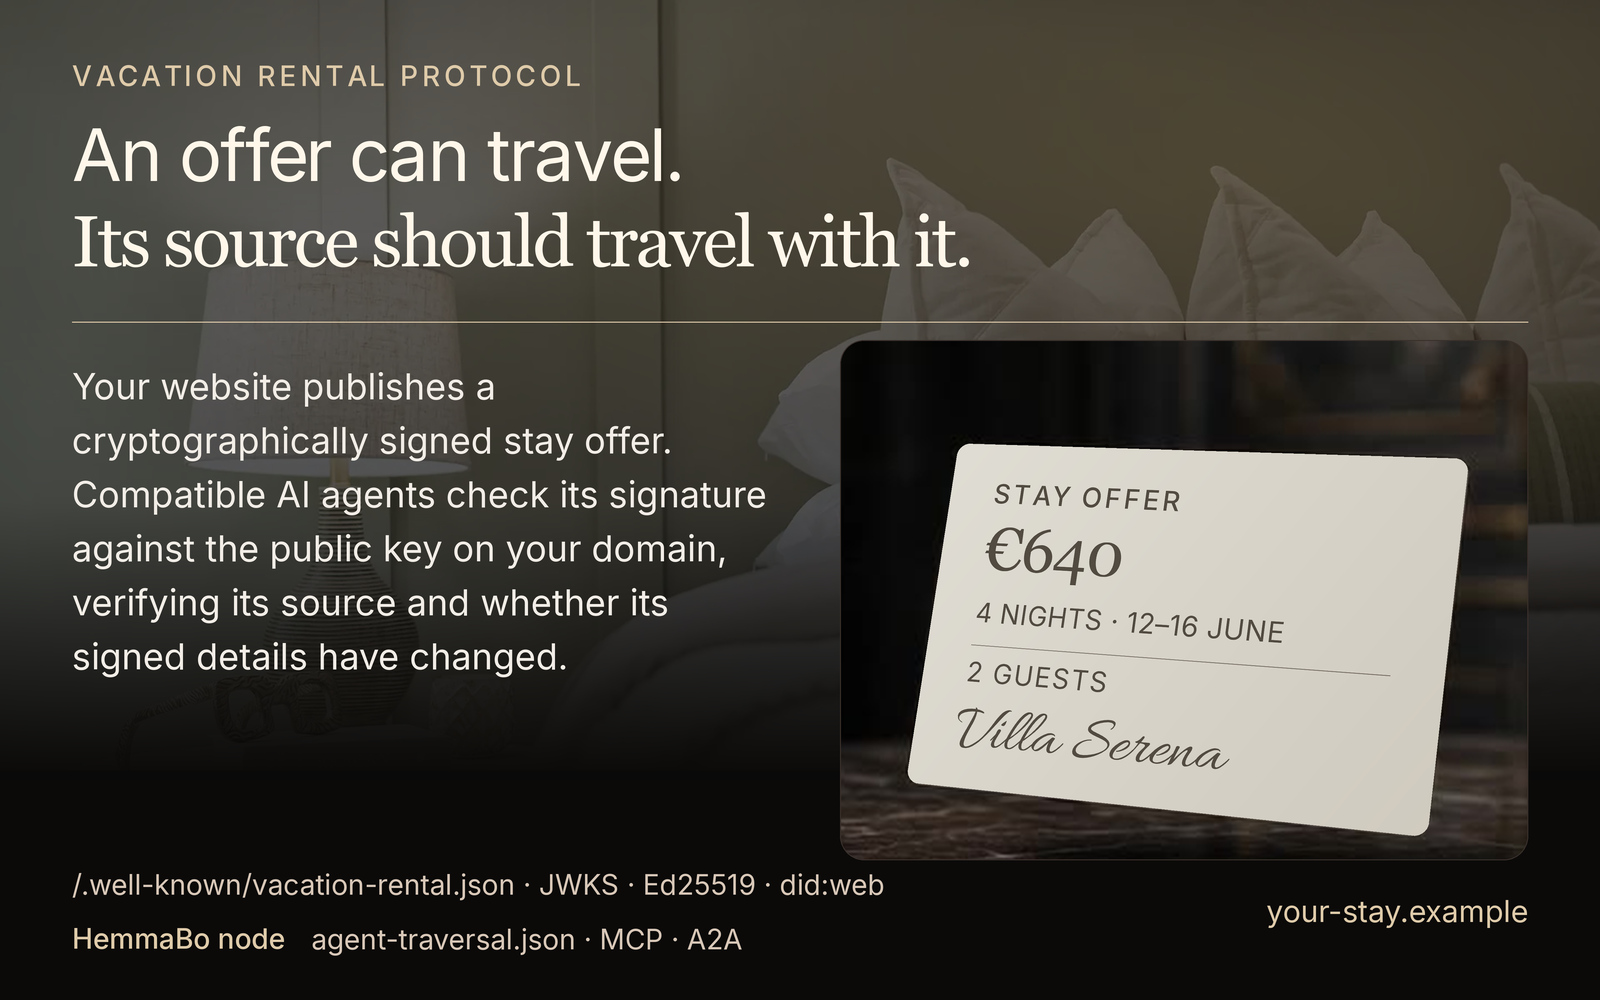 VACATION RENTAL PROTOCOL
An offer can travel.
Its source should travel with it.
Your website publishes a
cryptographically signed stay offer.
Compatible AI agents check its signature
against the public key on your domain,
verifying its source and whether its
signed details have changed.
STAY OFFER
€640
4 NIGHTS · 12–16 JUNE
2 GUESTS
Villa Serena
/.well-known/vacation-rental.json · JWKS · Ed25519 · did:web
HemmaBo node agent-traversal.json · MCP · A2A
your-stay.example